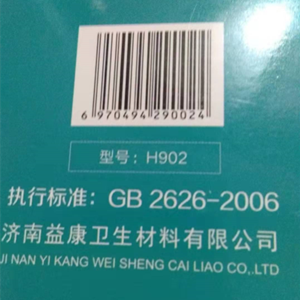 6 970494 290024
型号: H902
执行标准: GB 2626-2006
济南益康卫生材料有限公司
JI NAN YI KANG WEI SHENG CAI LIAO CO,.LTD